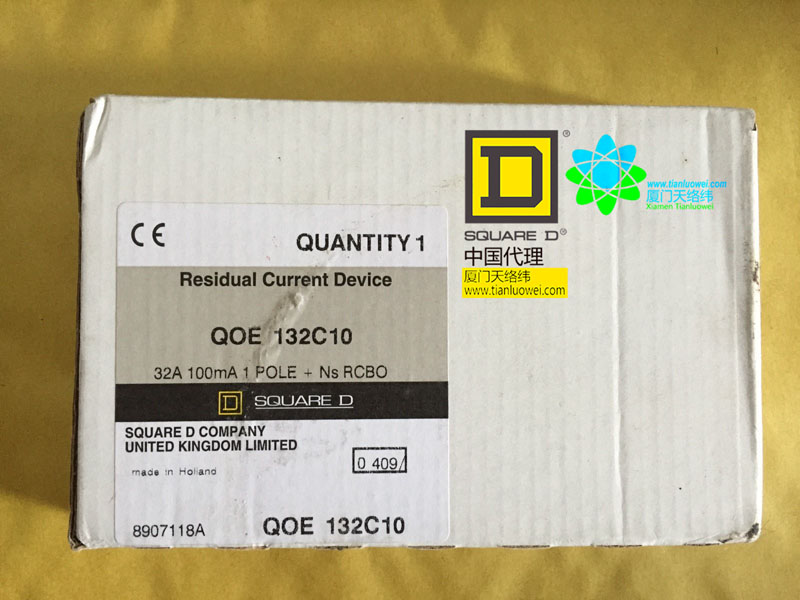 CE
QUANTITY 1
Residual Current Device
QOE 132C10
32A 100mA 1 POLE + Ns RCBO
D SQUARE D
SQUARE D COMPANY
UNITED KINGDOM LIMITED
made in Holland
0 409/
8907118A
QOE 132C10
D®
SQUARE D®
中国代理
厦门天络纬
www.tianluowei.com
www.tianluowei.com
厦门天络纬
Xiamen Tianluowei